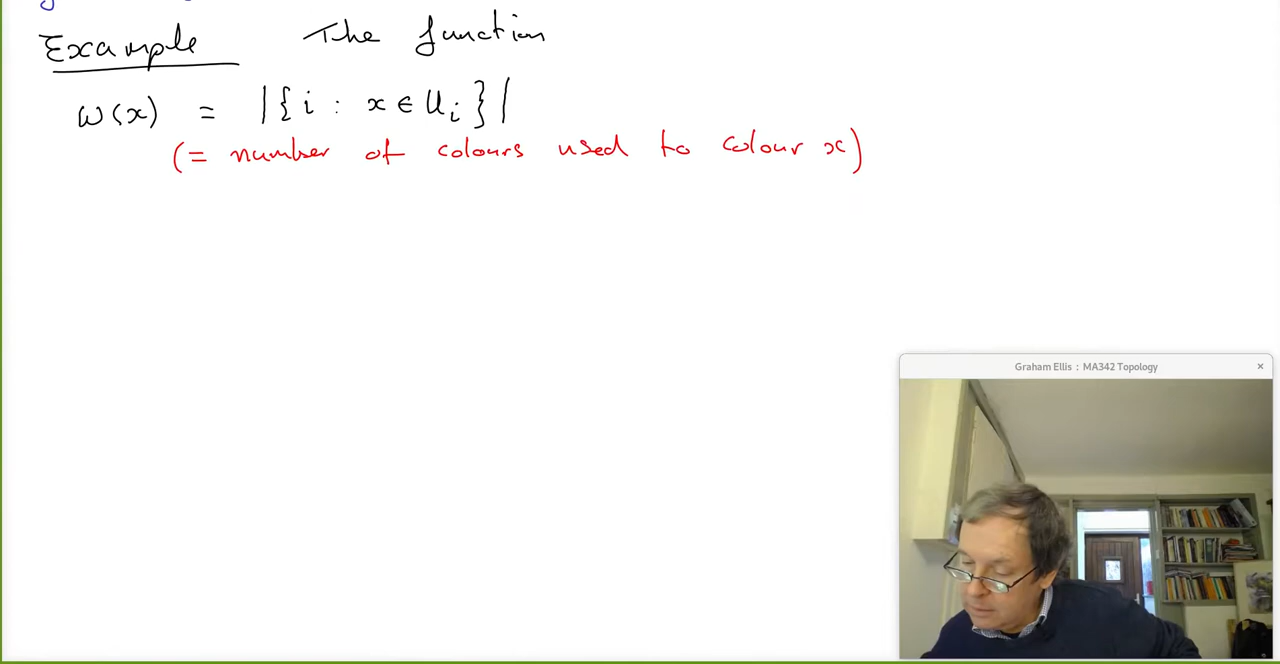 Example The function
ω(x) = |{i : x ∈ U_i}|
(= number of colours used to colour x)
Graham Ellis : MA342 Topology ×